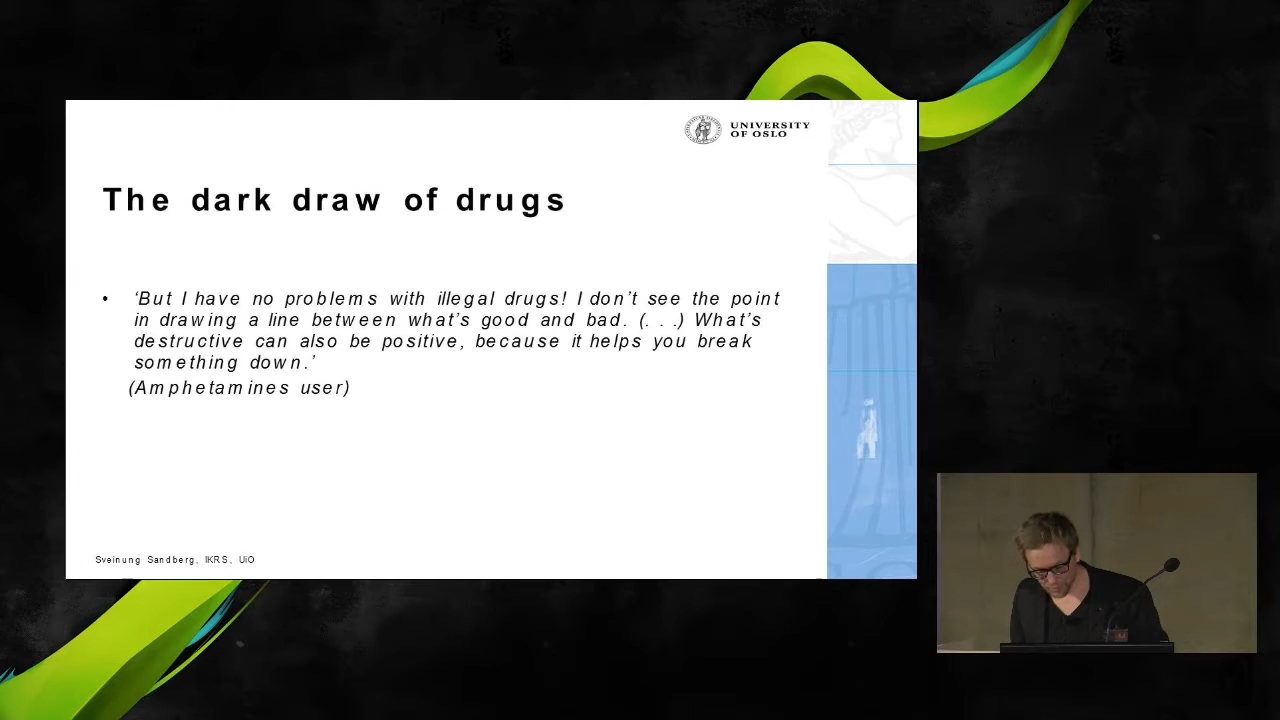 UNIVERSITY
OF OSLO
The dark draw of drugs
• ‘But I have no problems with illegal drugs! I don’t see the point
in drawing a line between what’s good and bad. (. . .) What’s
destructive can also be positive, because it helps you break
something down.’
(Amphetamines user)
Sveinung Sandberg, IKRS, UiO